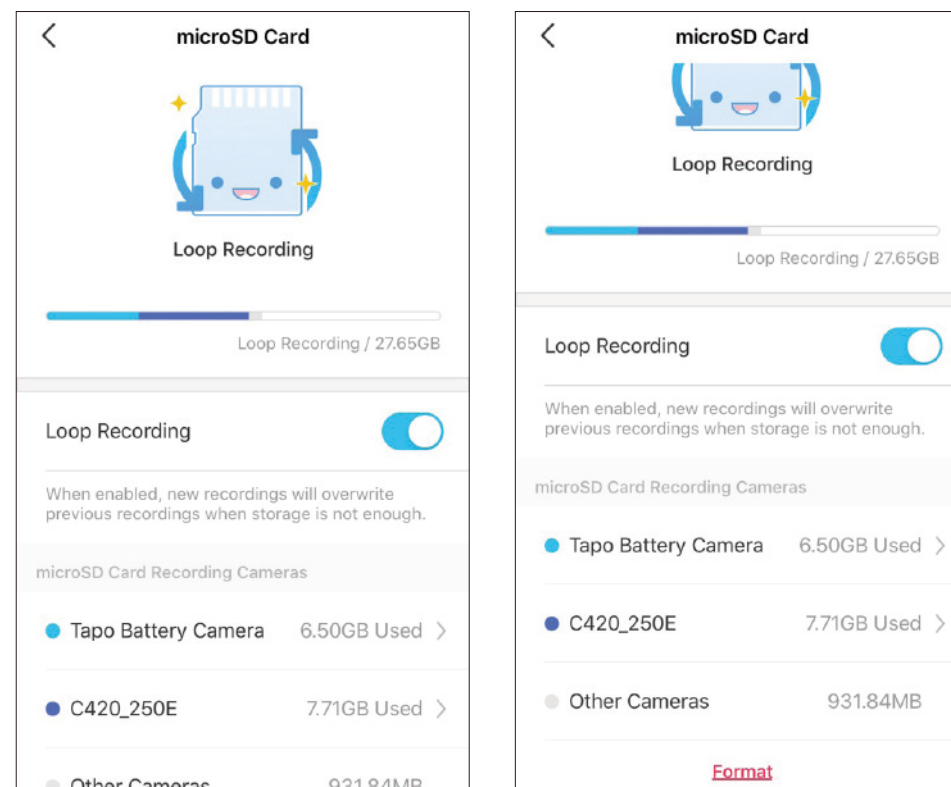 microSD Card
Loop Recording
Loop Recording / 27.65GB
Loop Recording
When enabled, new recordings will overwrite
previous recordings when storage is not enough.
microSD Card Recording Cameras
Tapo Battery Camera 6.50GB Used
C420_250E 7.71GB Used
Other Cameras 931.84MB
microSD Card
Loop Recording
Loop Recording / 27.65GB
Loop Recording
When enabled, new recordings will overwrite
previous recordings when storage is not enough.
microSD Card Recording Cameras
Tapo Battery Camera 6.50GB Used
C420_250E 7.71GB Used
Other Cameras 931.84MB
Format